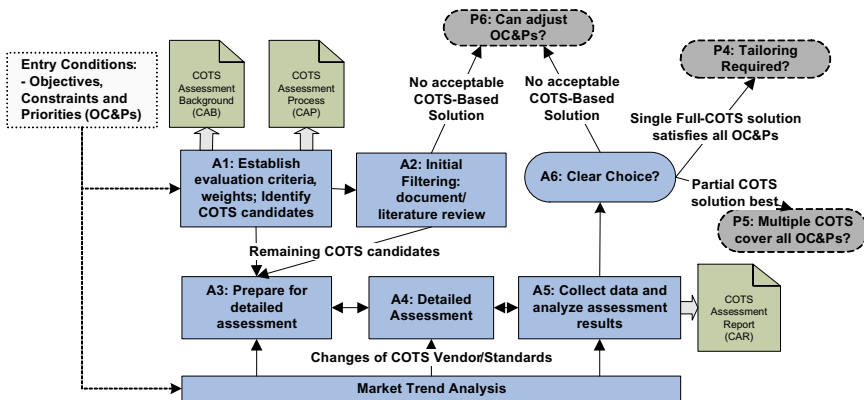 P6: Can adjust
OC&Ps?
P4: Tailoring
Required?
Entry Conditions:
- Objectives,
Constraints and
Priorities (OC&Ps)
COTS
Assessment
Background
(CAB)
COTS
Assessment
Process
(CAP)
No acceptable
COTS-Based
Solution
No acceptable
COTS-Based
Solution
Single Full-COTS solution
satisfies all OC&Ps
A1: Establish
evaluation criteria,
weights; Identify
COTS candidates
A2: Initial
Filtering:
document/
literature review
A6: Clear Choice?
Partial COTS
solution best
P5: Multiple COTS
cover all OC&Ps?
Remaining COTS candidates
A3: Prepare for
detailed
assessment
A4: Detailed
Assessment
A5: Collect data and
analyze assessment
results
COTS
Assessment
Report
(CAR)
Changes of COTS Vendor/Standards
Market Trend Analysis